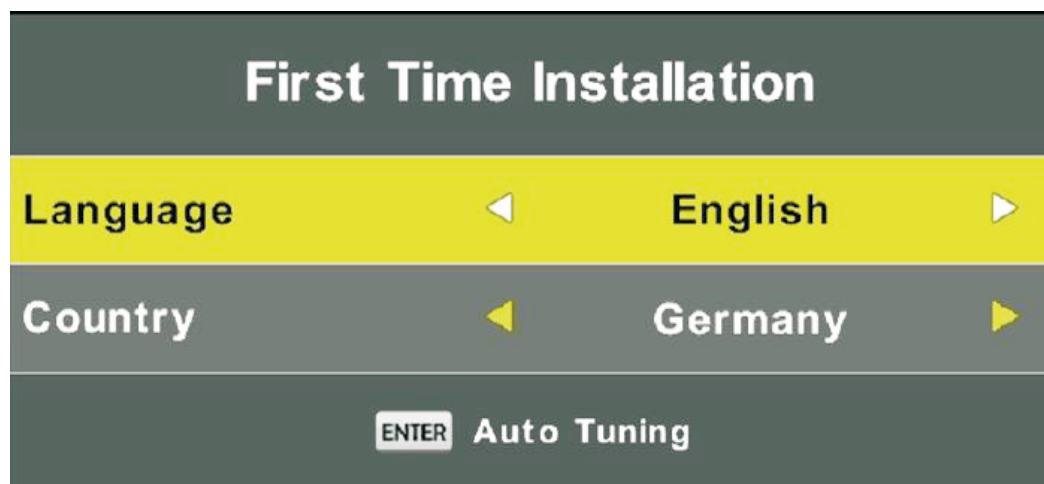 First Time Installation
Language English
Country Germany
ENTER Auto Tuning